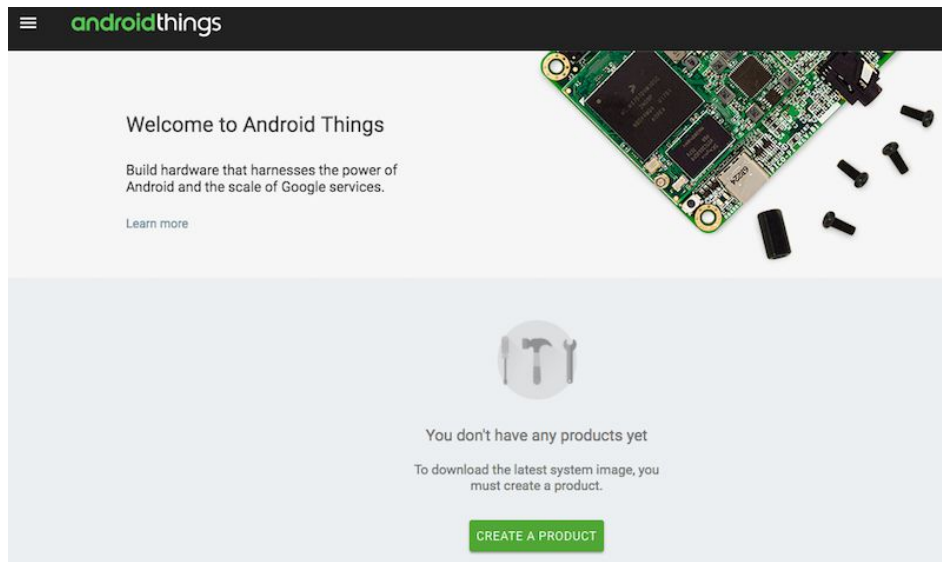 androidthings
Welcome to Android Things
Build hardware that harnesses the power of
Android and the scale of Google services.
Learn more
You don't have any products yet
To download the latest system image, you
must create a product.
CREATE A PRODUCT